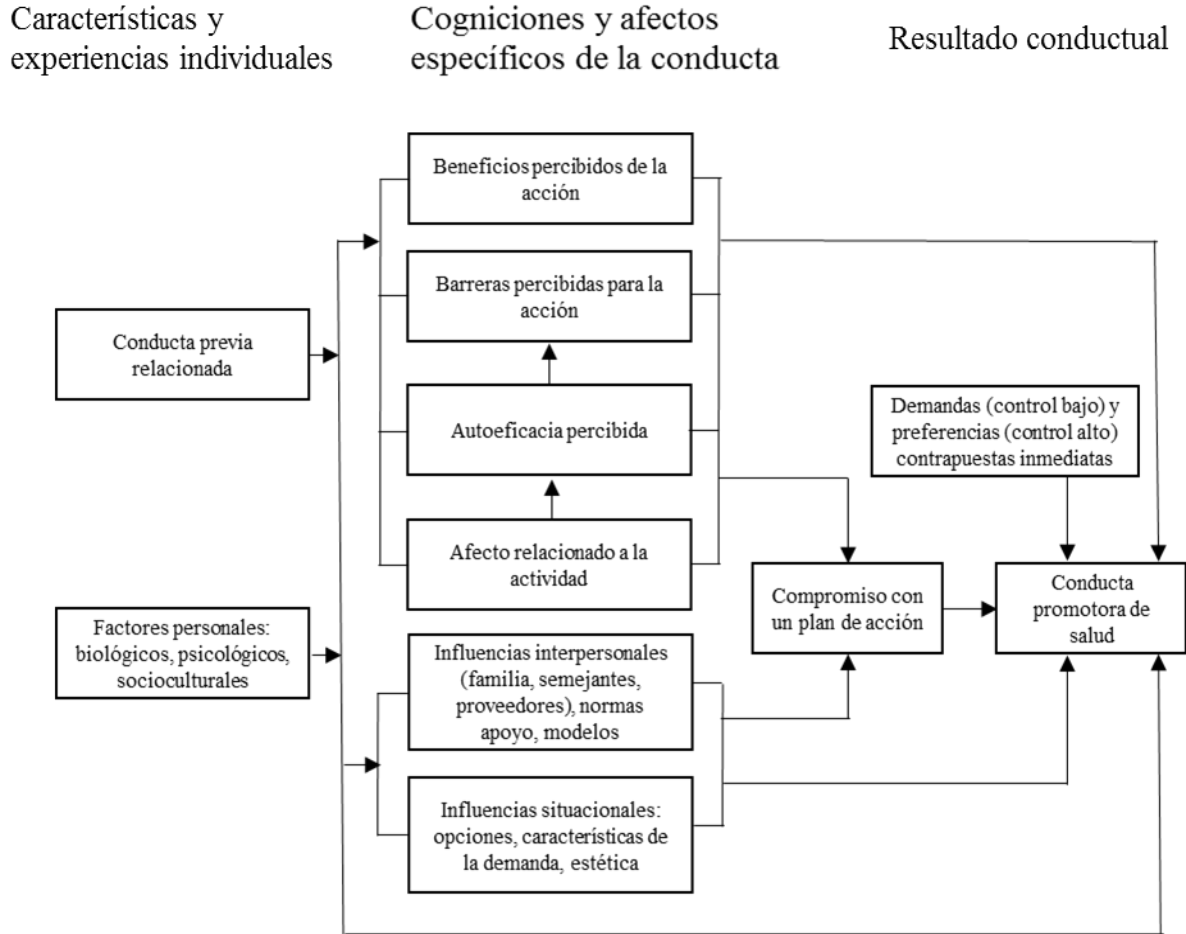 Características y
experiencias individuales
Cogniciones y afectos
específicos de la conducta
Resultado conductual
Beneficios percibidos de la
acción
Barreras percibidas para la
acción
Conducta previa
relacionada
Autoeficacia percibida
Demandas (control bajo) y
preferencias (control alto)
contrapuestas inmediatas
Afecto relacionado a la
actividad
Compromiso con
un plan de acción
Conducta
promotora de
salud
Factores personales:
biológicos, psicológicos,
socioculturales
Influencias interpersonales
(familia, semejantes,
proveedores), normas
apoyo, modelos
Influencias situacionales:
opciones, características de
la demanda, estética